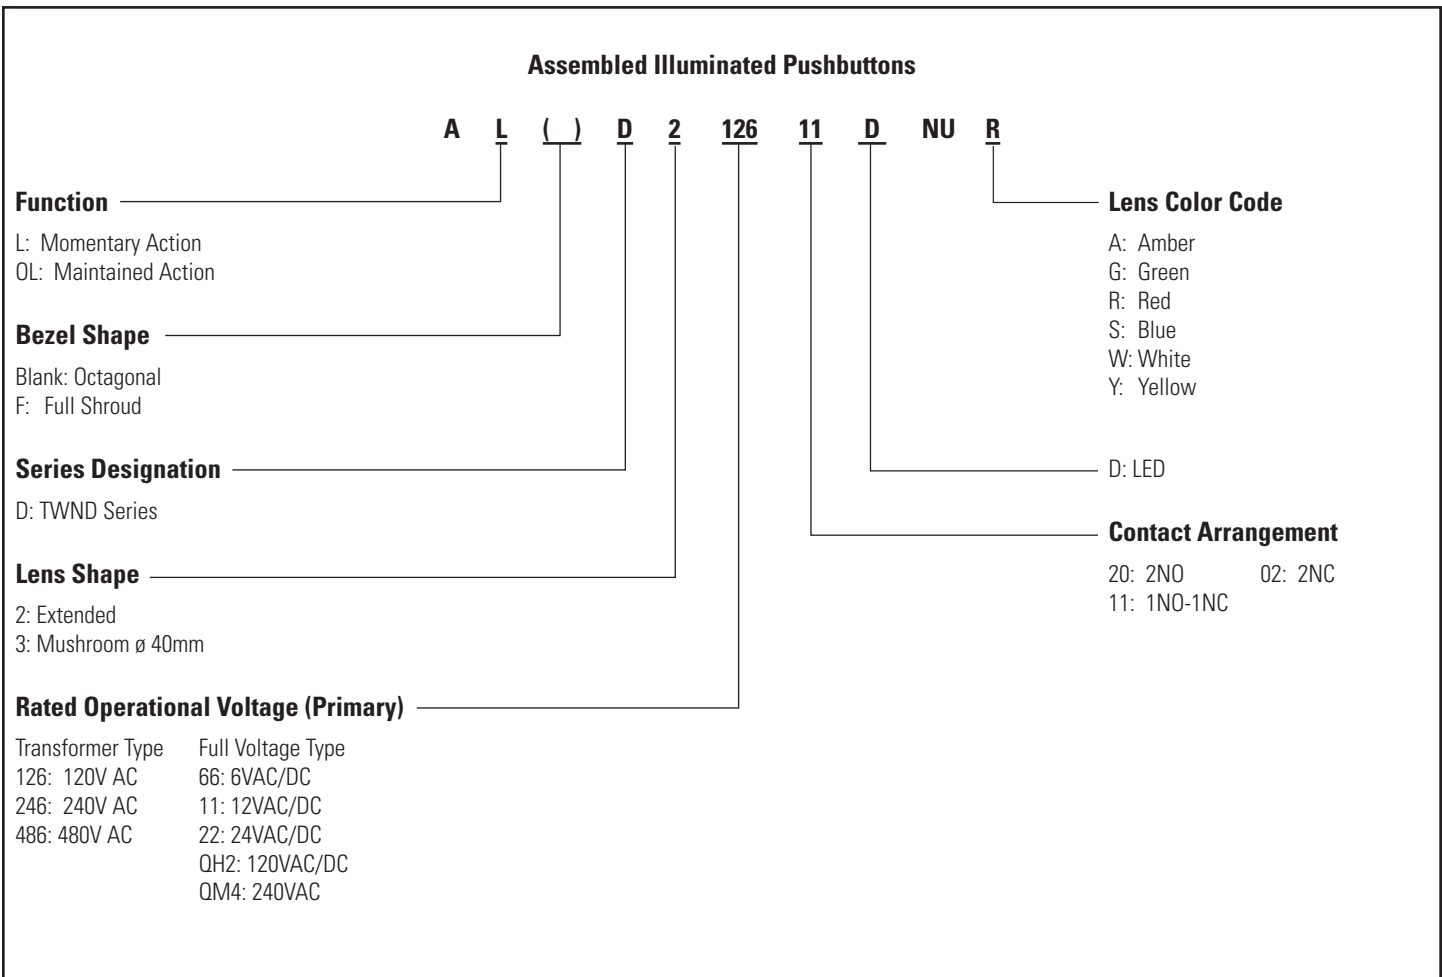 Assembled Illuminated Pushbuttons
A L ( ) D 2 126 11 D NU R
Function
L: Momentary Action
OL: Maintained Action
Bezel Shape
Blank: Octagonal
F: Full Shroud
Series Designation
D: TWND Series
Lens Shape
2: Extended
3: Mushroom ø 40mm
Rated Operational Voltage (Primary)
Transformer Type Full Voltage Type
126: 120V AC 66: 6VAC/DC
246: 240V AC 11: 12VAC/DC
486: 480V AC 22: 24VAC/DC
QH2: 120VAC/DC
QM4: 240VAC
Lens Color Code
A: Amber
G: Green
R: Red
S: Blue
W: White
Y: Yellow
D: LED
Contact Arrangement
20: 2NO 02: 2NC
11: 1NO-1NC